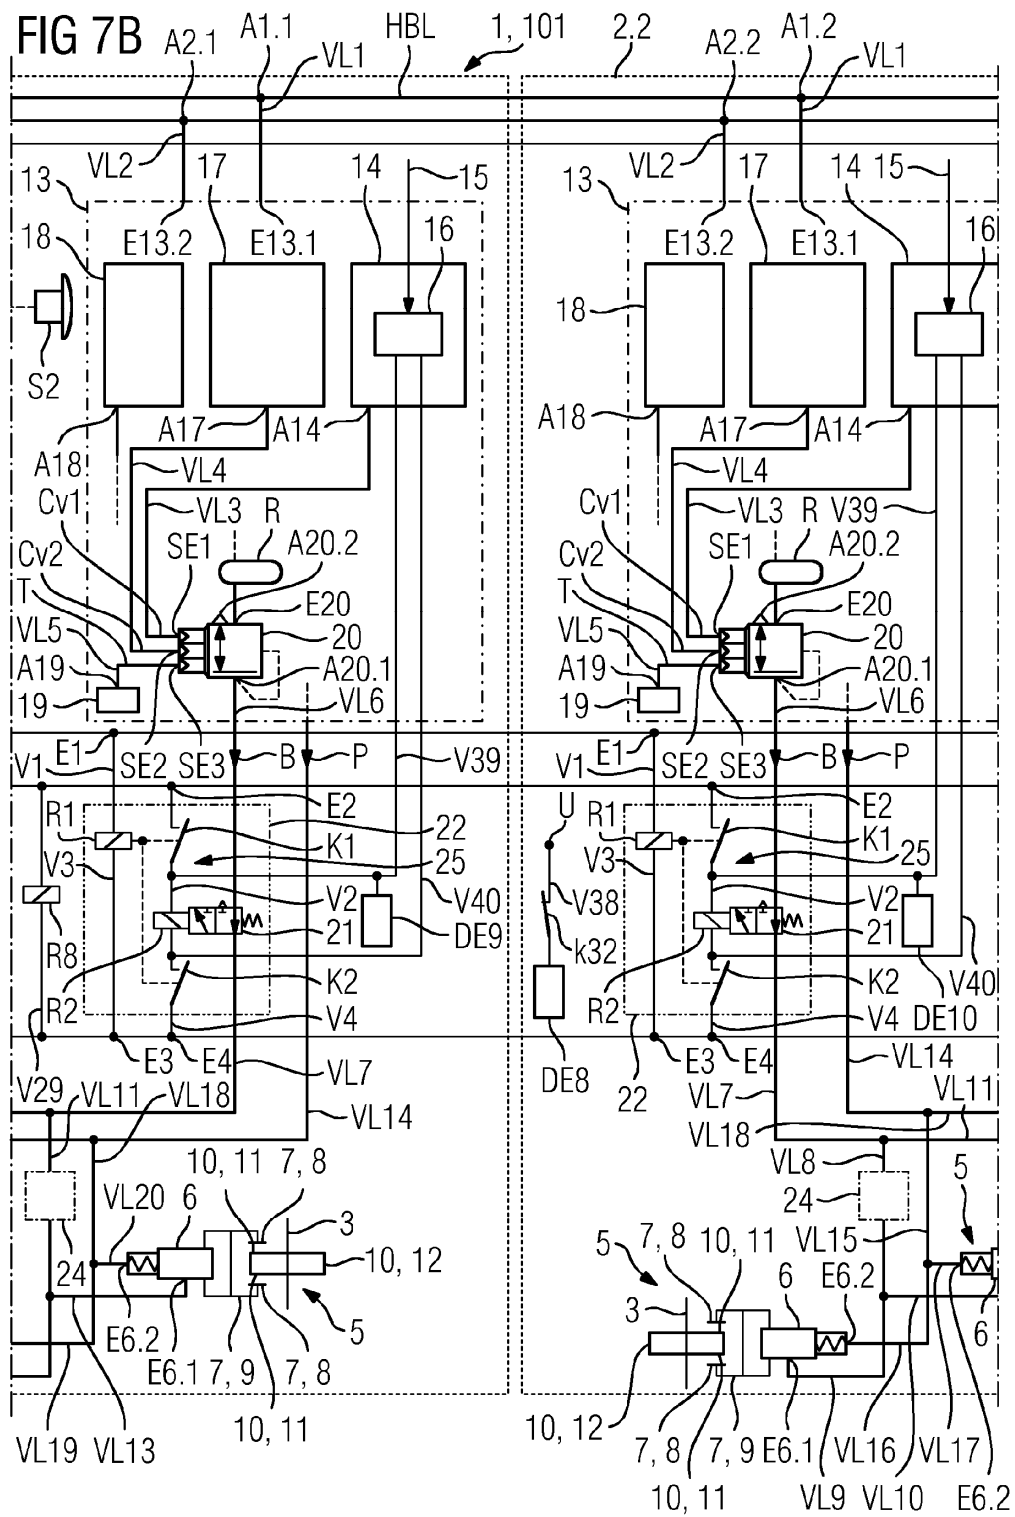 FIG 7B
A2.1
A1.1
VL1
HBL
1, 101
2.2
A2.2
A1.2
VL1
VL2
17
14
15
13
VL2
17
14
15
13
18
E13.2
E13.1
16
E13.2
E13.1
16
18
S2
A17
A14
A18
A17
A14
A18
VL4
VL4
Cv1
VL3
R
VL3
R
V39
SE1
A20.2
Cv1
SE1
A20.2
Cv2
Cv2
T
E20
T
E20
VL5
20
VL5
20
A19
A20.1
A19
A20.1
19
VL6
19
VL6
E1
E1
V1
SE2
SE3
B
P
V39
V1
SE2
SE3
B
P
E2
E2
R1
22
U
R1
K1
K1
V3
25
V3
25
V2
V40
V38
V2
R8
21
DE9
k32
21
R2
K2
R2
K2
V40
V4
V4
DE10
E3
E4
E3
E4
VL14
V29
VL11
VL18
VL7
DE8
22
VL7
VL11
VL14
VL18
10, 11
7, 8
VL8
5
VL20
6
3
24
7, 8
10, 11
VL15
24
10, 12
5
6
E6.2
E6.2
5
3
6
E6.1
7, 9
7, 8
10, 11
10, 12
7, 8
7, 9
E6.1
VL16
VL17
VL19
VL13
10, 11
VL9
VL10
E6.2